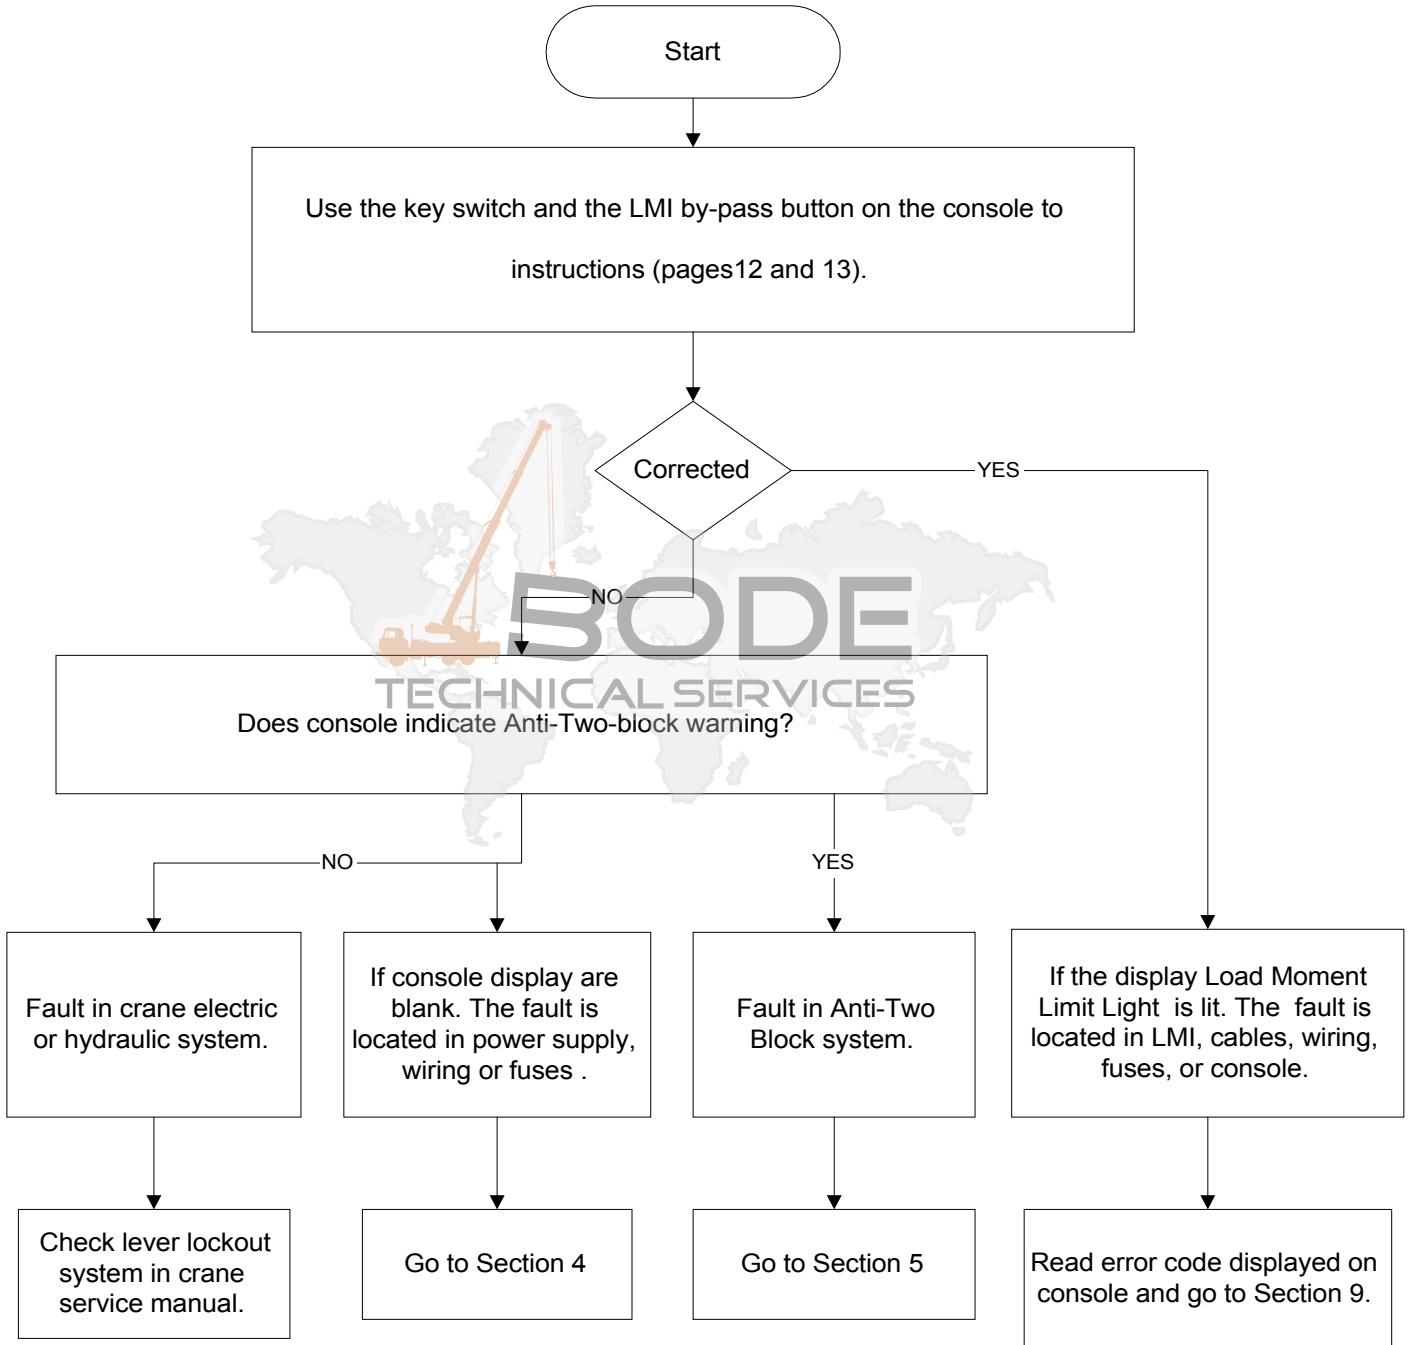 Start
Use the key switch and the LMI by-pass button on the console to
instructions (pages12 and 13).
Corrected
YES
NO
BODE
TECHNICAL SERVICES
Does console indicate Anti-Two-block warning?
NO
YES
Fault in crane electric
or hydraulic system.
If console display are
blank. The fault is
located in power supply,
wiring or fuses .
Fault in Anti-Two
Block system.
If the display Load Moment
Limit Light is lit. The fault is
located in LMI, cables, wiring,
fuses, or console.
Check lever lockout
system in crane
service manual.
Go to Section 4
Go to Section 5
Read error code displayed on
console and go to Section 9.